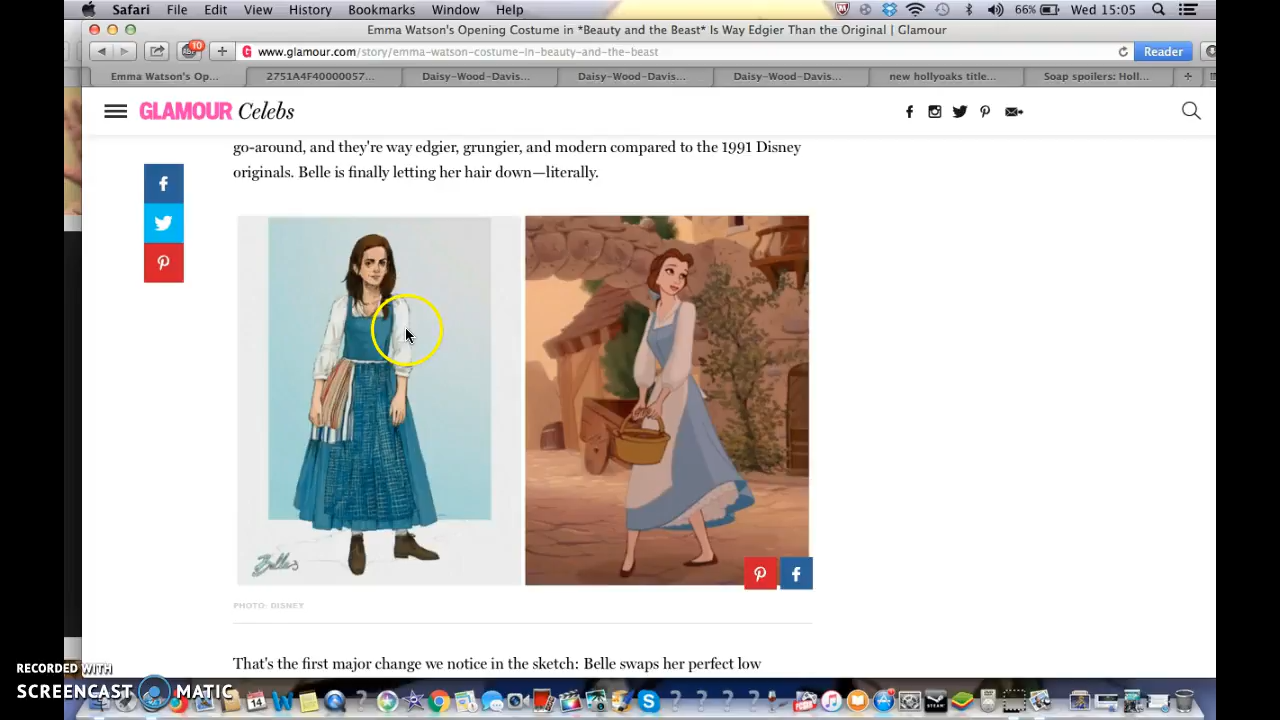 Safari File Edit View History Bookmarks Window Help 66% Wed 15:05
Emma Watson's Opening Costume in *Beauty and the Beast* Is Way Edgier Than the Original | Glamour
10 www.glamour.com/story/emma-watson-costume-in-beauty-and-the-beast Reader
Emma Watson's Op... 2751A4F40000057... Daisy-Wood-Davis... Daisy-Wood-Davis... Daisy-Wood-Davis... new hollyoaks title... Soap spoilers: Holl...
GLAMOUR Celebs
go-around, and they're way edgier, grungier, and modern compared to the 1991 Disney
originals. Belle is finally letting her hair down—literally.
Belle
PHOTO: DISNEY
That's the first major change we notice in the sketch: Belle swaps her perfect low
RECORDED WITH
SCREENCAST MATIC